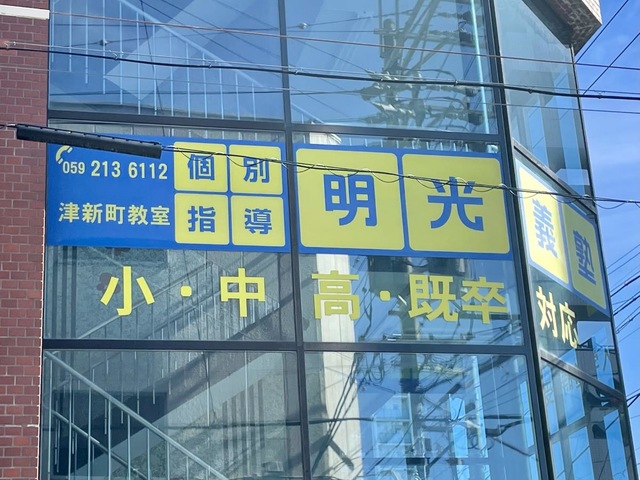 059 213 6112
津新町教室
個別
指導
明光義塾
小・中 高・既卒対応